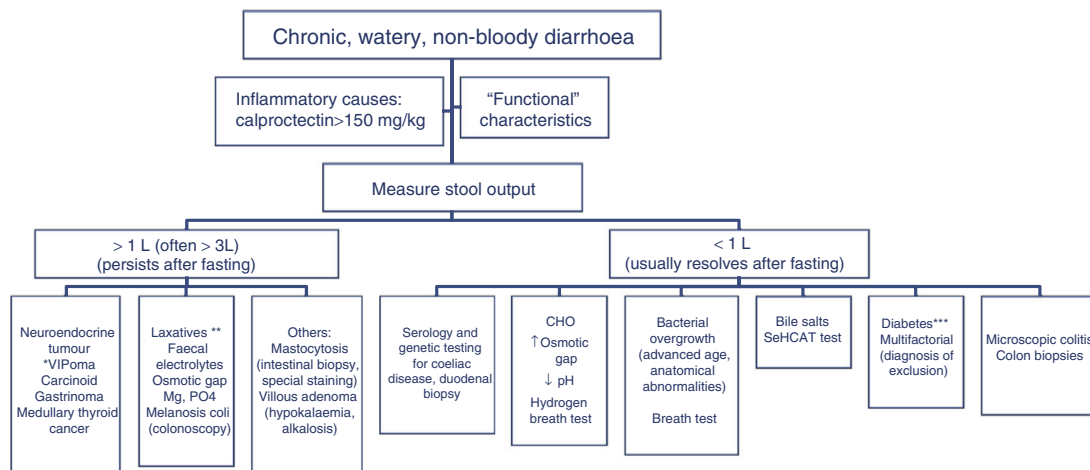 Chronic, watery, non-bloody diarrhoea
Inflammatory causes:
calproctectin>150 mg/kg
“Functional”
characteristics
Measure stool output
> 1 L (often > 3L)
(persists after fasting)
< 1 L
(usually resolves after fasting)
Neuroendocrine
tumour
*VIPoma
Carcinoid
Gastrinoma
Medullary thyroid
cancer
Laxatives **
Faecal
electrolytes
Osmotic gap
Mg, PO4
Melanosis coli
(colonoscopy)
Others:
Mastocytosis
(intestinal biopsy,
special staining)
Villous adenoma
(hypokalaemia,
alkalosis)
Serology and
genetic testing
for coeliac
disease, duodenal
biopsy
CHO
↑Osmotic
gap
↓ pH
Hydrogen
breath test
Bacterial
overgrowth
(advanced age,
anatomical
abnormalities)
Breath test
Bile salts
SeHCAT test
Diabetes***
Multifactorial
(diagnosis of
exclusion)
Microscopic colitis
Colon biopsies